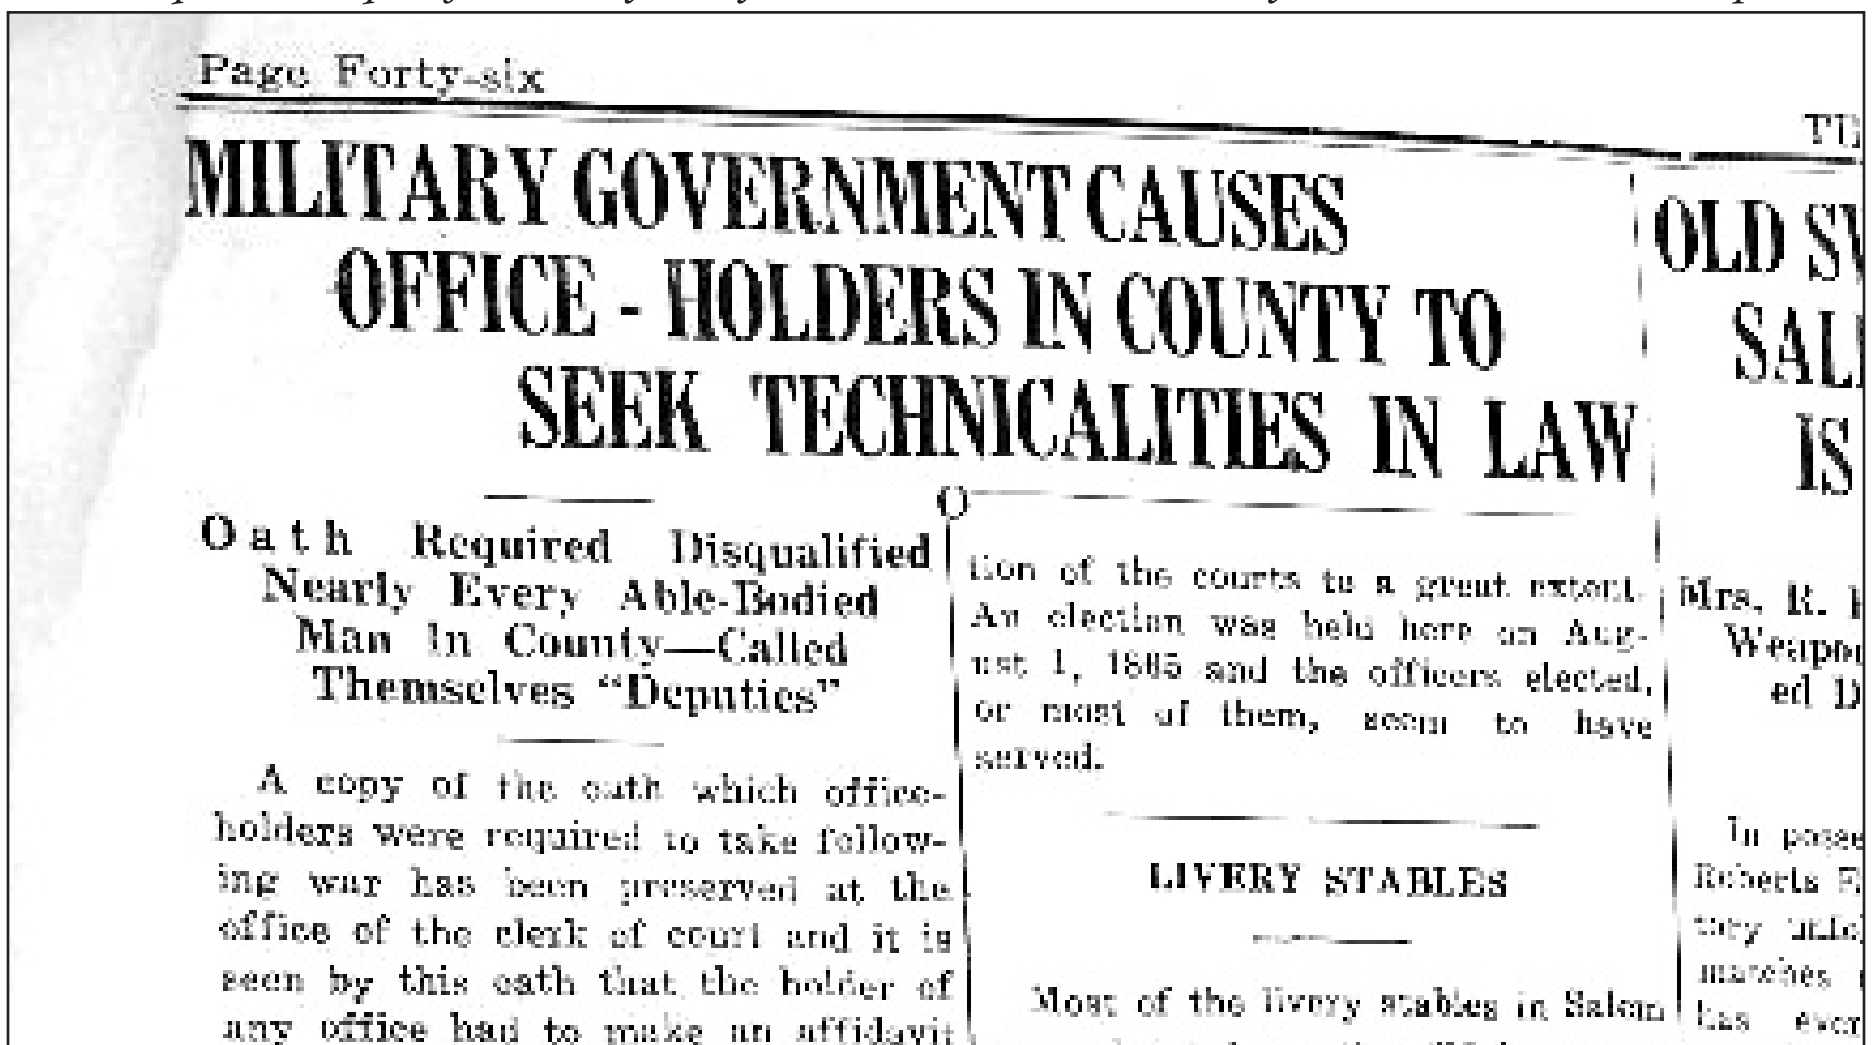 Page Forty-six
MILITARY GOVERNMENT CAUSES
OFFICE - HOLDERS IN COUNTY TO
SEEK TECHNICALITIES IN LAW
Oath Required Disqualified
Nearly Every Able-Bodied
Man in County—Called
Themselves "Deputies"
A copy of the oath which office-
holders were required to take follow-
ing war has been preserved at the
office of the clerk of court and it is
seen by this oath that the holder of
any office had to make an affidavit
O
tion of the courts to a great extent.
An election was held here on Aug-
ust 1, 1865 and the officers elected,
or most of them, seem to have
served.
LIVERY STABLES
Most of the livery stables in Salem
OLD
IS
Mrs. R.
ed
In
Roberts
marches
has